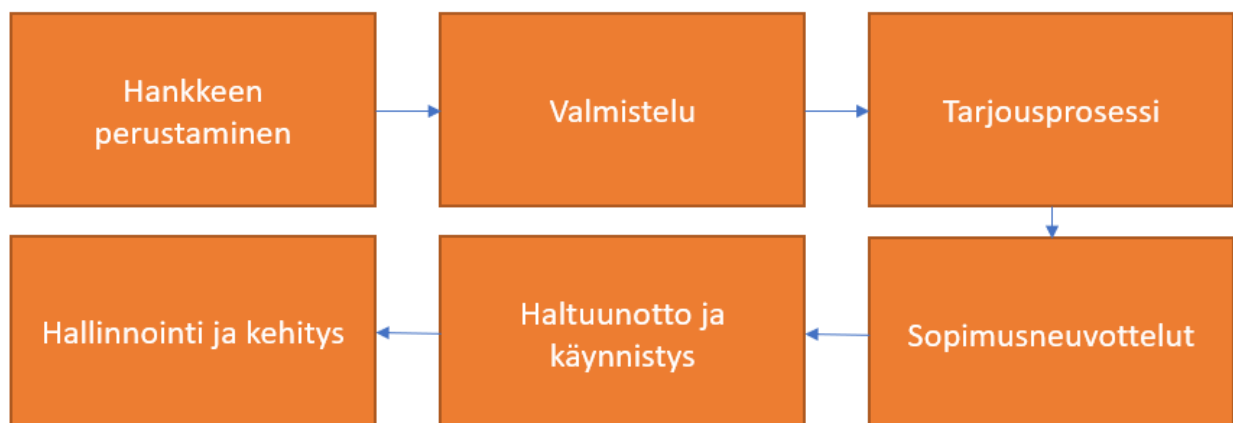 Hankkeen
perustaminen
Valmistelu
Tarjousprosessi
Sopimusneuvottelut
Haltuunotto ja
käynnistys
Hallinnointi ja kehitys